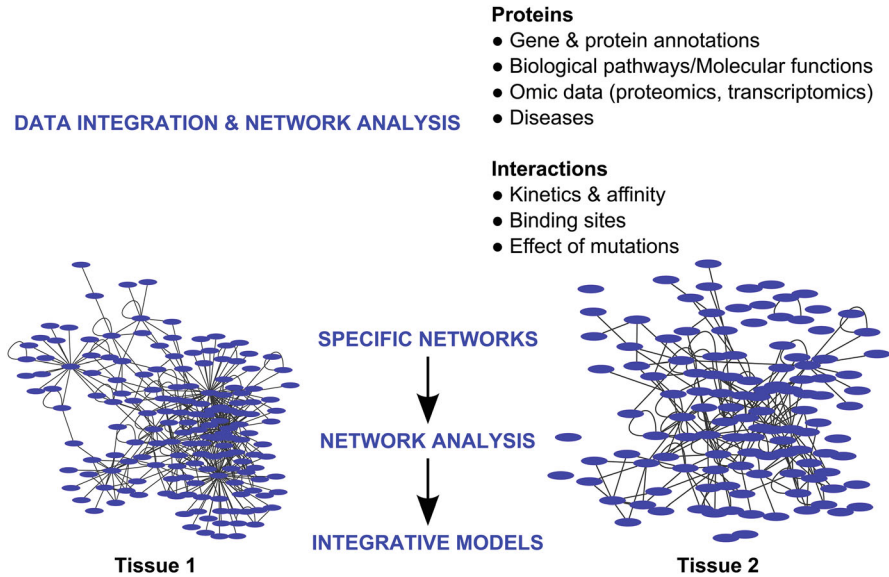 Proteins
● Gene & protein annotations
● Biological pathways/Molecular functions
● Omic data (proteomics, transcriptomics)
● Diseases
DATA INTEGRATION & NETWORK ANALYSIS
Interactions
● Kinetics & affinity
● Binding sites
● Effect of mutations
SPECIFIC NETWORKS
NETWORK ANALYSIS
INTEGRATIVE MODELS
Tissue 1
Tissue 2